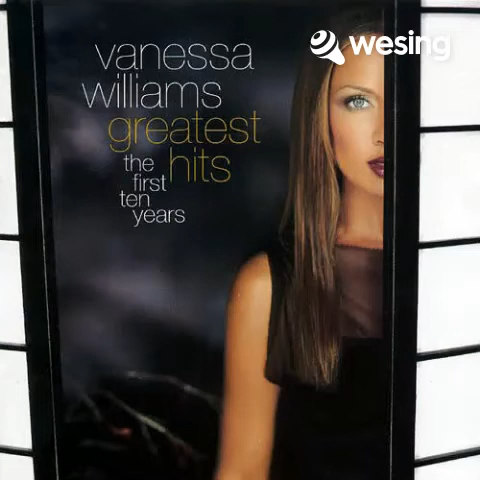 wesing
vanessa
williams
greatest
the hits
first
ten
years